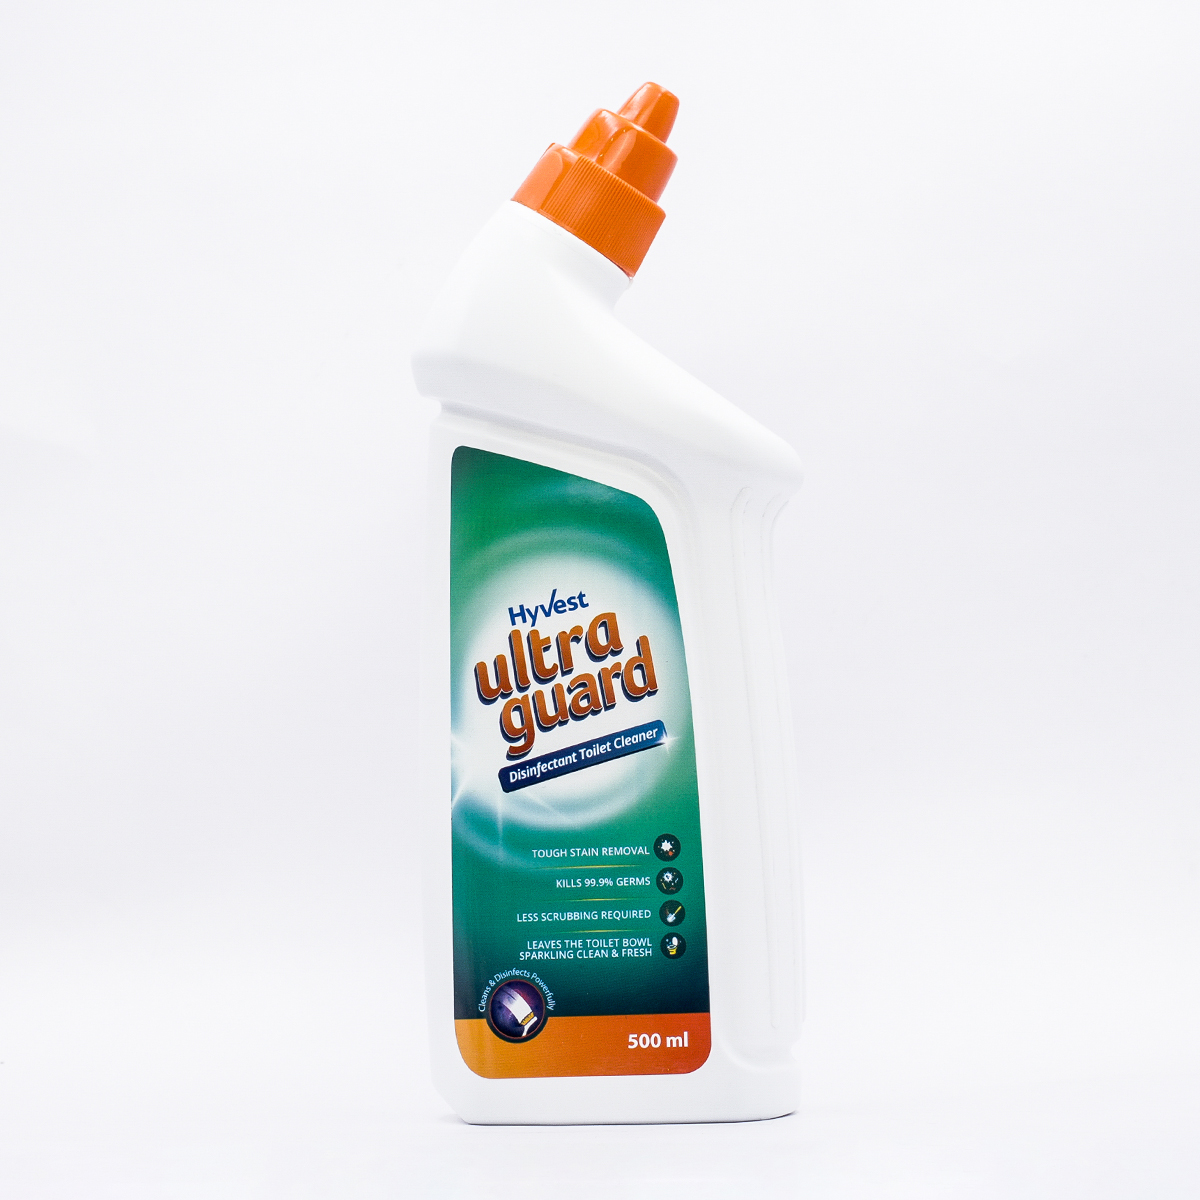 HyVest
ultra
guard
Disinfectant Toilet Cleaner
TOUGH STAIN REMOVAL
KILLS 99.9% GERMS
LESS SCRUBBING REQUIRED
LEAVES THE TOILET BOWL
SPARKLING CLEAN & FRESH
Cleans & Disinfects Powerfully
500 ml